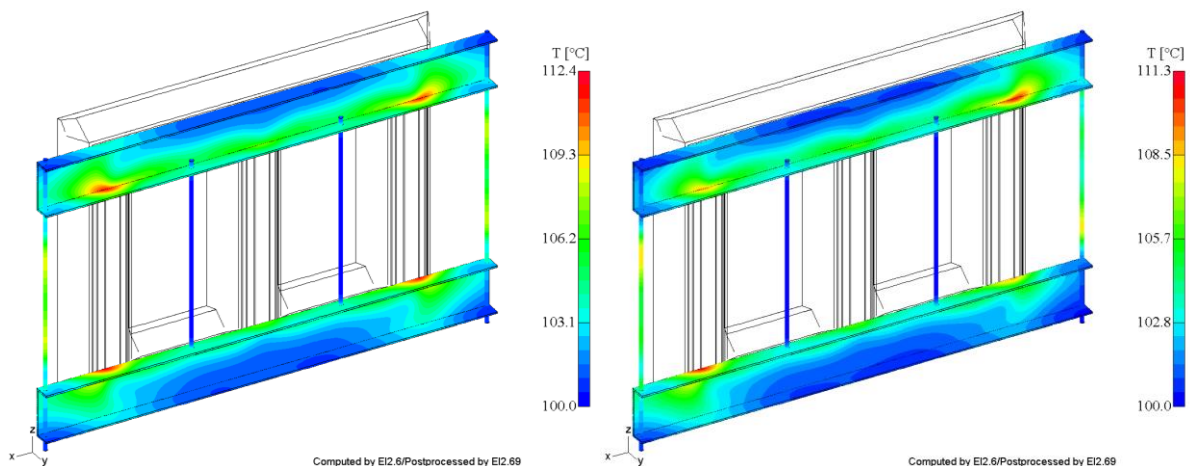 T [°C]
112.4
109.3
106.2
103.1
100.0
z
x
y
Computed by EI2.6/Postprocessed by EI2.69
T [°C]
111.3
108.5
105.7
102.8
100.0
z
x
y
Computed by EI2.6/Postprocessed by EI2.69